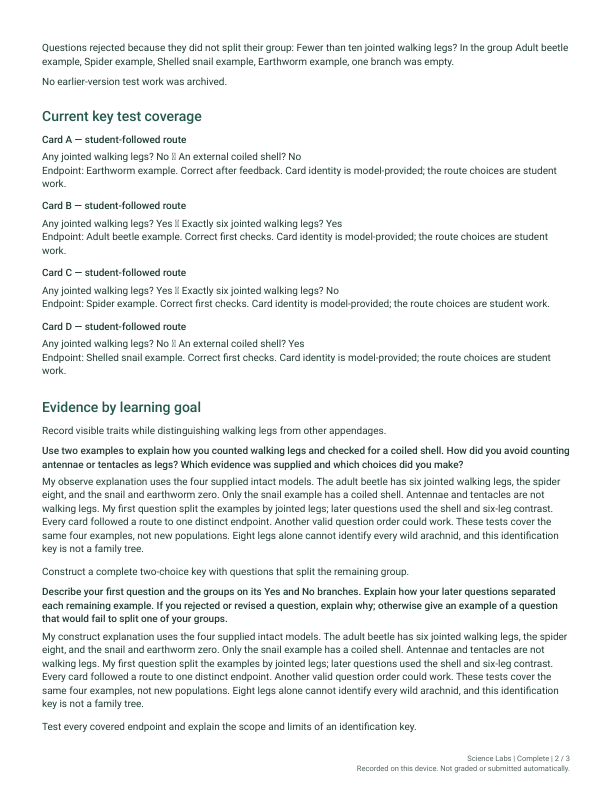 Questions rejected because they did not split their group: Fewer than ten jointed walking legs? In the group Adult beetle
example, Spider example, Shelled snail example, Earthworm example, one branch was empty.
No earlier-version test work was archived.
Current key test coverage
Card A — student-followed route
Any jointed walking legs? No ▯ An external coiled shell? No
Endpoint: Earthworm example. Correct after feedback. Card identity is model-provided; the route choices are student
work.
Card B — student-followed route
Any jointed walking legs? Yes ▯ Exactly six jointed walking legs? Yes
Endpoint: Adult beetle example. Correct first checks. Card identity is model-provided; the route choices are student
work.
Card C — student-followed route
Any jointed walking legs? Yes ▯ Exactly six jointed walking legs? No
Endpoint: Spider example. Correct first checks. Card identity is model-provided; the route choices are student work.
Card D — student-followed route
Any jointed walking legs? No ▯ An external coiled shell? Yes
Endpoint: Shelled snail example. Correct first checks. Card identity is model-provided; the route choices are student
work.
Evidence by learning goal
Record visible traits while distinguishing walking legs from other appendages.
Use two examples to explain how you counted walking legs and checked for a coiled shell. How did you avoid counting
antennae or tentacles as legs? Which evidence was supplied and which choices did you make?
My observe explanation uses the four supplied intact models. The adult beetle has six jointed walking legs, the spider
eight, and the snail and earthworm zero. Only the snail example has a coiled shell. Antennae and tentacles are not
walking legs. My first question split the examples by jointed legs; later questions used the shell and six-leg contrast.
Every card followed a route to one distinct endpoint. Another valid question order could work. These tests cover the
same four examples, not new populations. Eight legs alone cannot identify every wild arachnid, and this identification
key is not a family tree.
Construct a complete two-choice key with questions that split the remaining group.
Describe your first question and the groups on its Yes and No branches. Explain how your later questions separated
each remaining example. If you rejected or revised a question, explain why; otherwise give an example of a question
that would fail to split one of your groups.
My construct explanation uses the four supplied intact models. The adult beetle has six jointed walking legs, the spider
eight, and the snail and earthworm zero. Only the snail example has a coiled shell. Antennae and tentacles are not
walking legs. My first question split the examples by jointed legs; later questions used the shell and six-leg contrast.
Every card followed a route to one distinct endpoint. Another valid question order could work. These tests cover the
same four examples, not new populations. Eight legs alone cannot identify every wild arachnid, and this identification
key is not a family tree.
Test every covered endpoint and explain the scope and limits of an identification key.
Science Labs | Complete | 2 / 3
Recorded on this device. Not graded or submitted automatically.